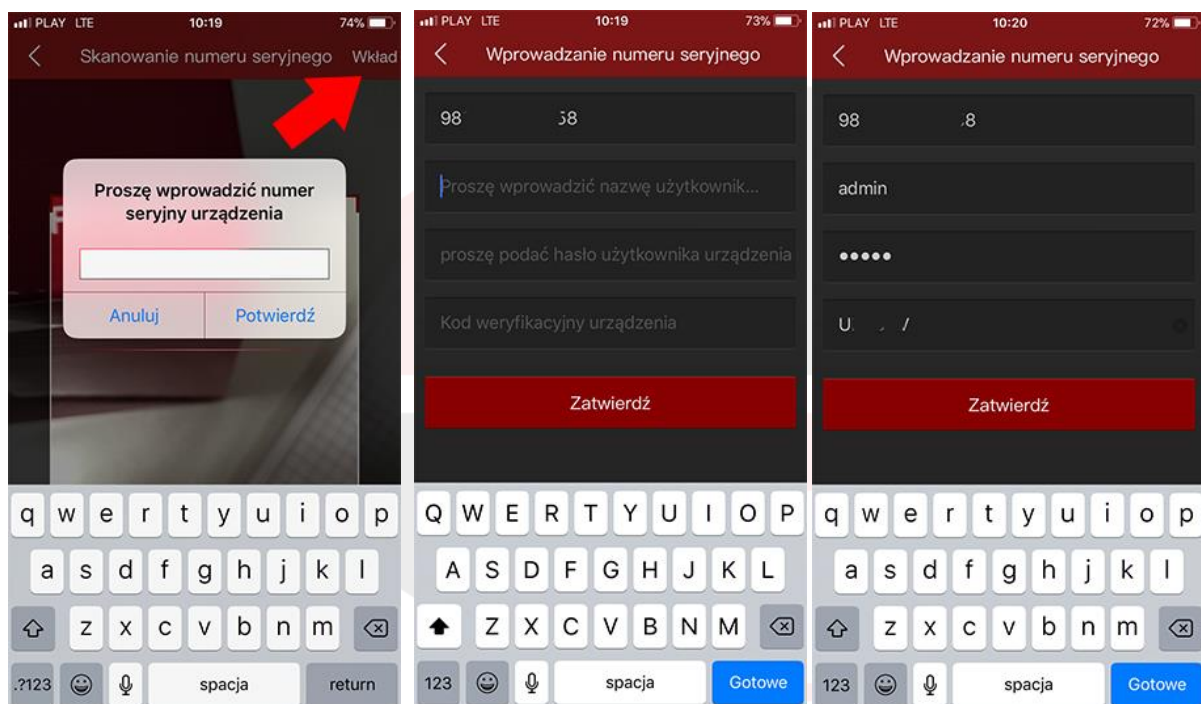 PLAY LTE 10:19 74%
Skanowanie numeru seryjnego Wkład
Proszę wprowadzić numer
seryjny urządzenia
Anuluj Potwierdź
q w e r t y u i o p
a s d f g h j k l
z x c v b n m
.?123 spacja return
PLAY LTE 10:19 73%
Wprowadzanie numeru seryjnego
98 58
Proszę wprowadzić nazwę użytkownik...
proszę podać hasło użytkownika urządzenia
Kod weryfikacyjny urządzenia
Zatwierdź
Q W E R T Y U I O P
A S D F G H J K L
Z X C V B N M
123 spacja Gotowe
PLAY LTE 10:20 72%
Wprowadzanie numeru seryjnego
98 8
admin
•••••
U
Zatwierdź
q w e r t y u i o p
a s d f g h j k l
z x c v b n m
123 spacja Gotowe